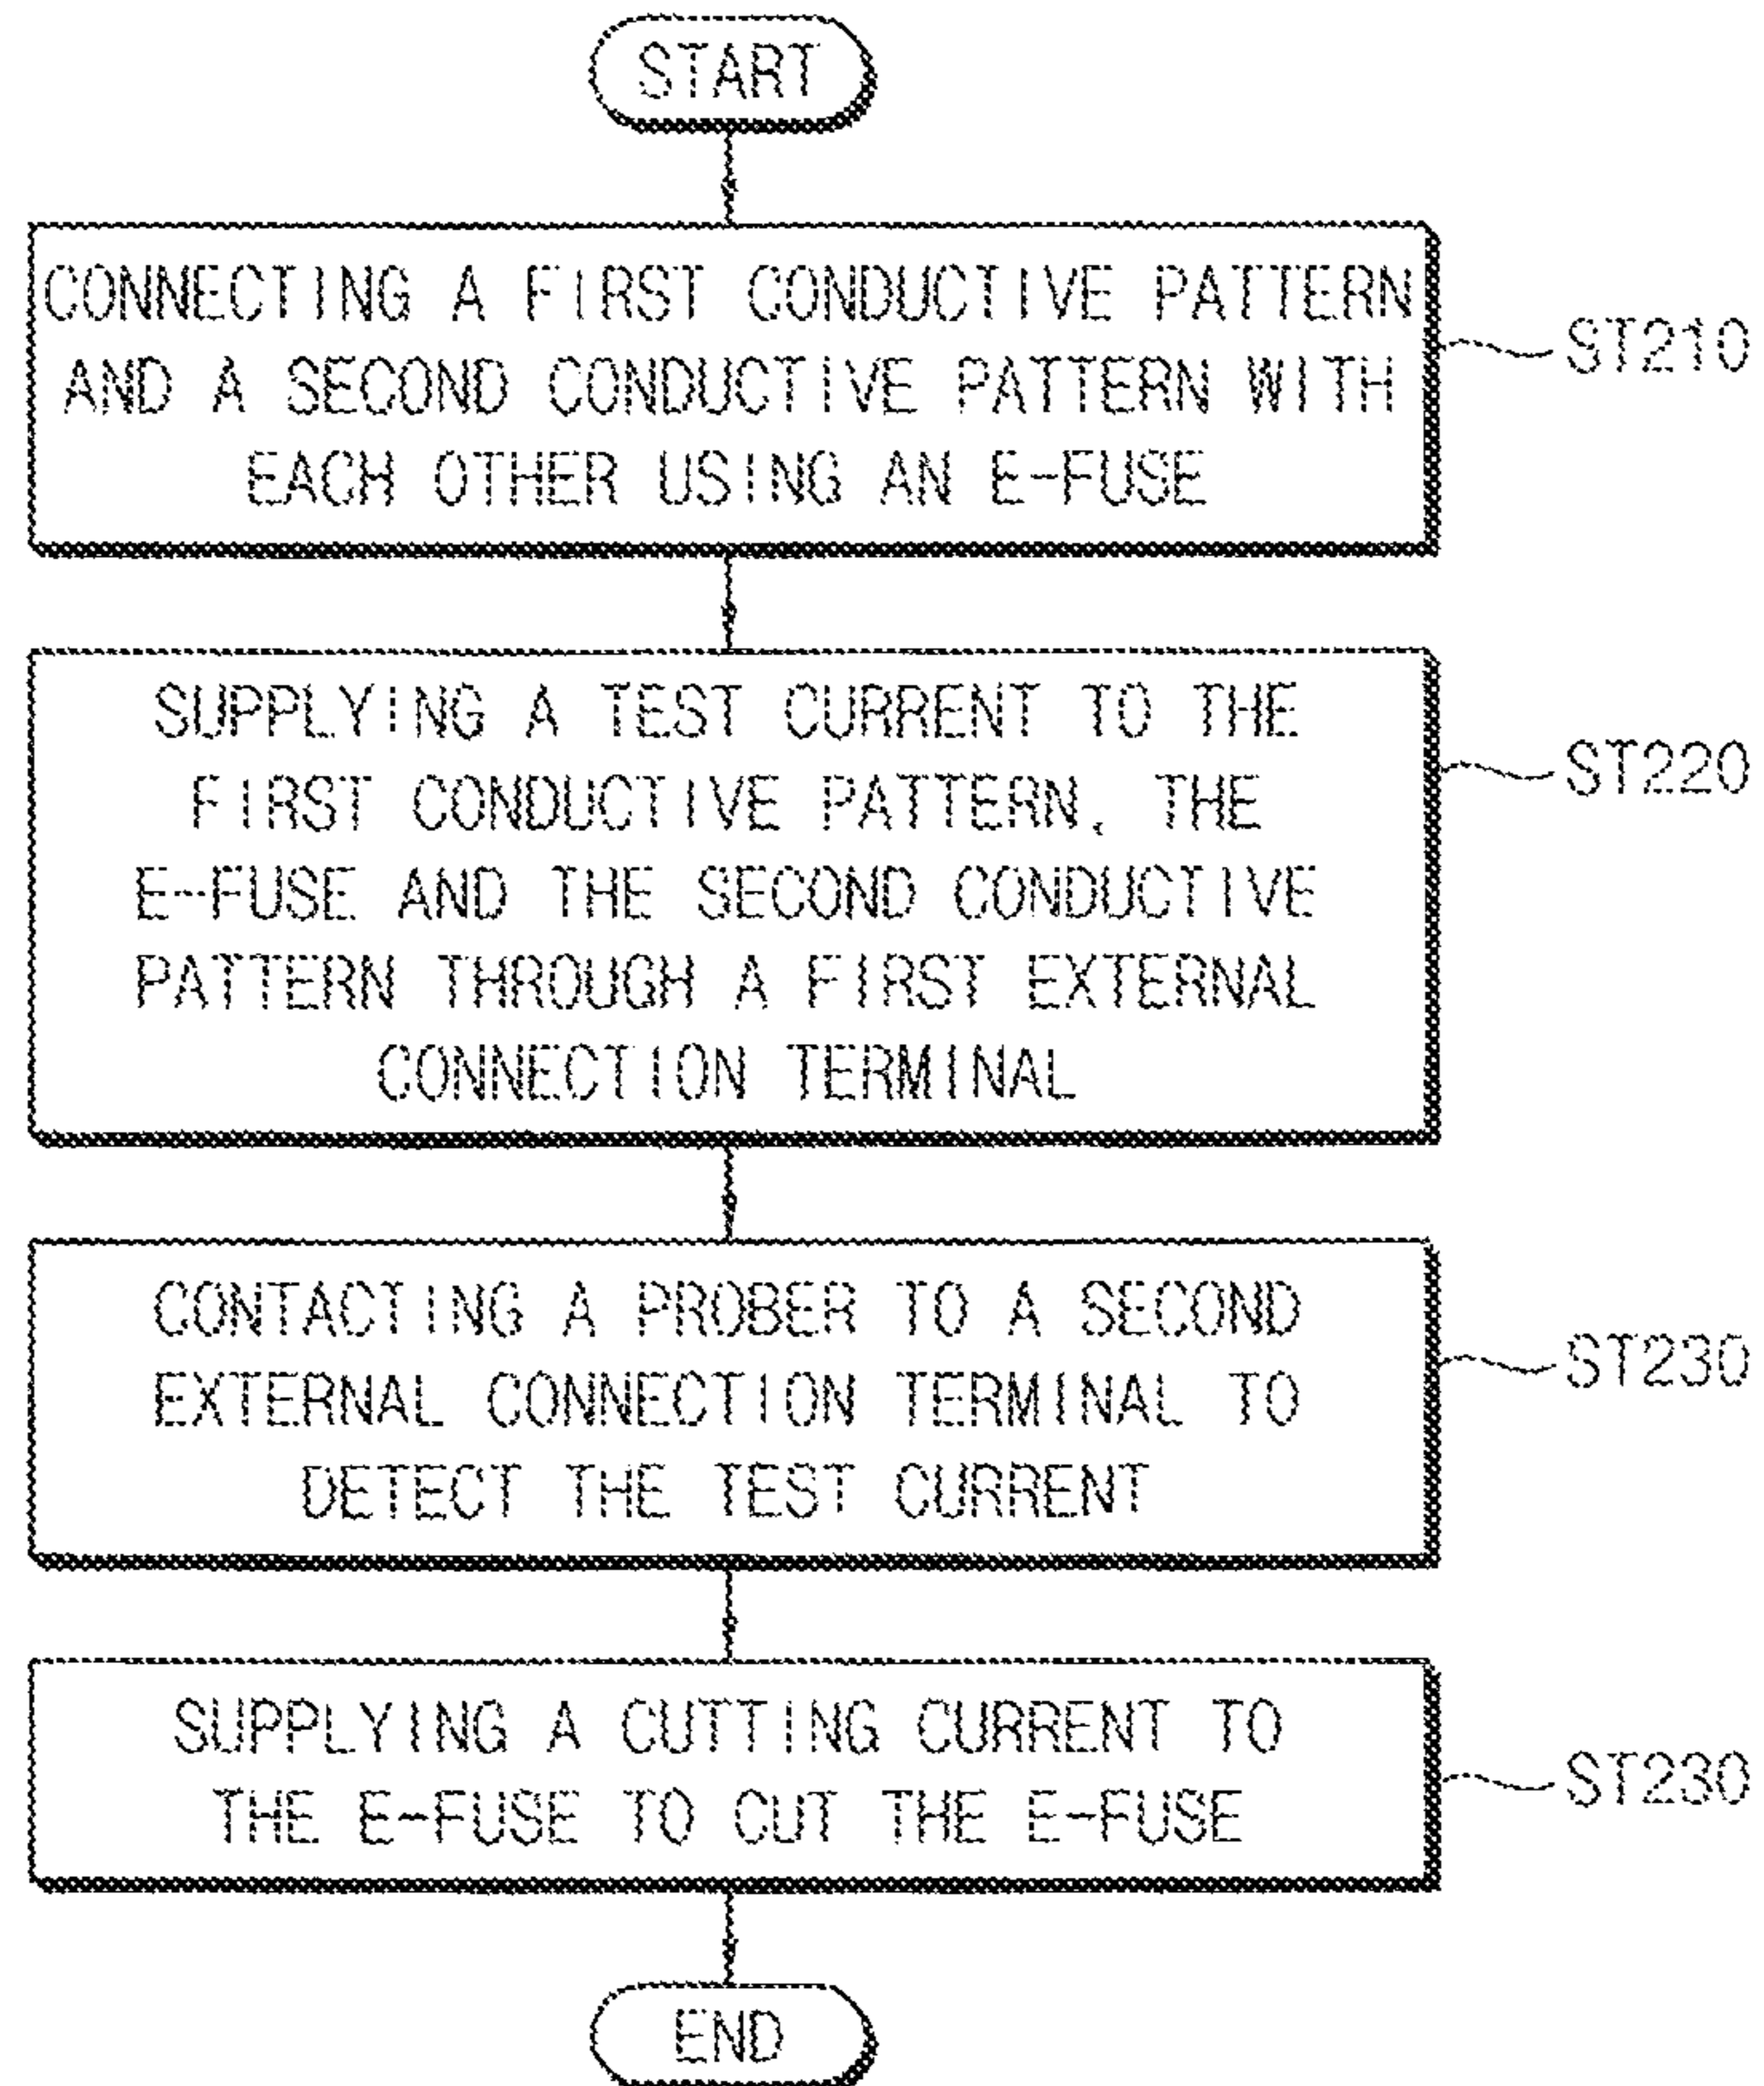 START
CONNECTING A FIRST CONDUCTIVE PATTERN
AND A SECOND CONDUCTIVE PATTERN WITH
EACH OTHER USING AN E-FUSE
ST210
SUPPLYING A TEST CURRENT TO THE
FIRST CONDUCTIVE PATTERN, THE
E-FUSE AND THE SECOND CONDUCTIVE
PATTERN THROUGH A FIRST EXTERNAL
CONNECTION TERMINAL
ST220
CONTACTING A PROBER TO A SECOND
EXTERNAL CONNECTION TERMINAL TO
DETECT THE TEST CURRENT
ST230
SUPPLYING A CUTTING CURRENT TO
THE E-FUSE TO CUT THE E-FUSE
ST230
END